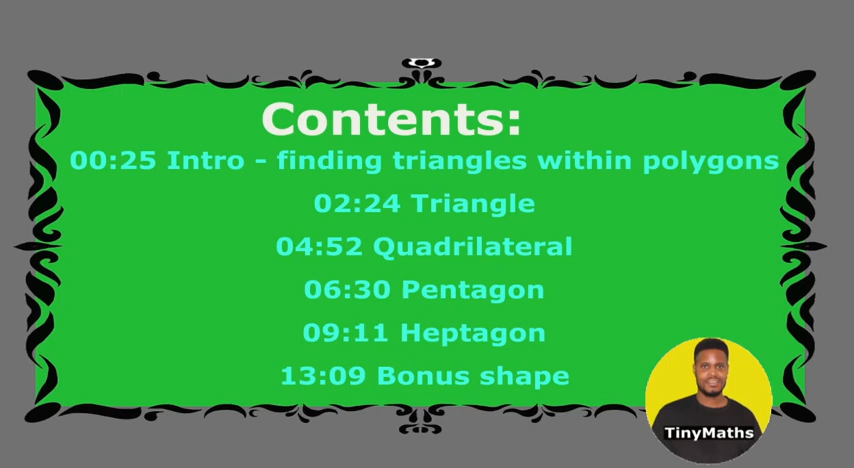 Contents:
00:25 Intro - finding triangles within polygons
02:24 Triangle
04:52 Quadrilateral
06:30 Pentagon
09:11 Heptagon
13:09 Bonus shape
TinyMaths